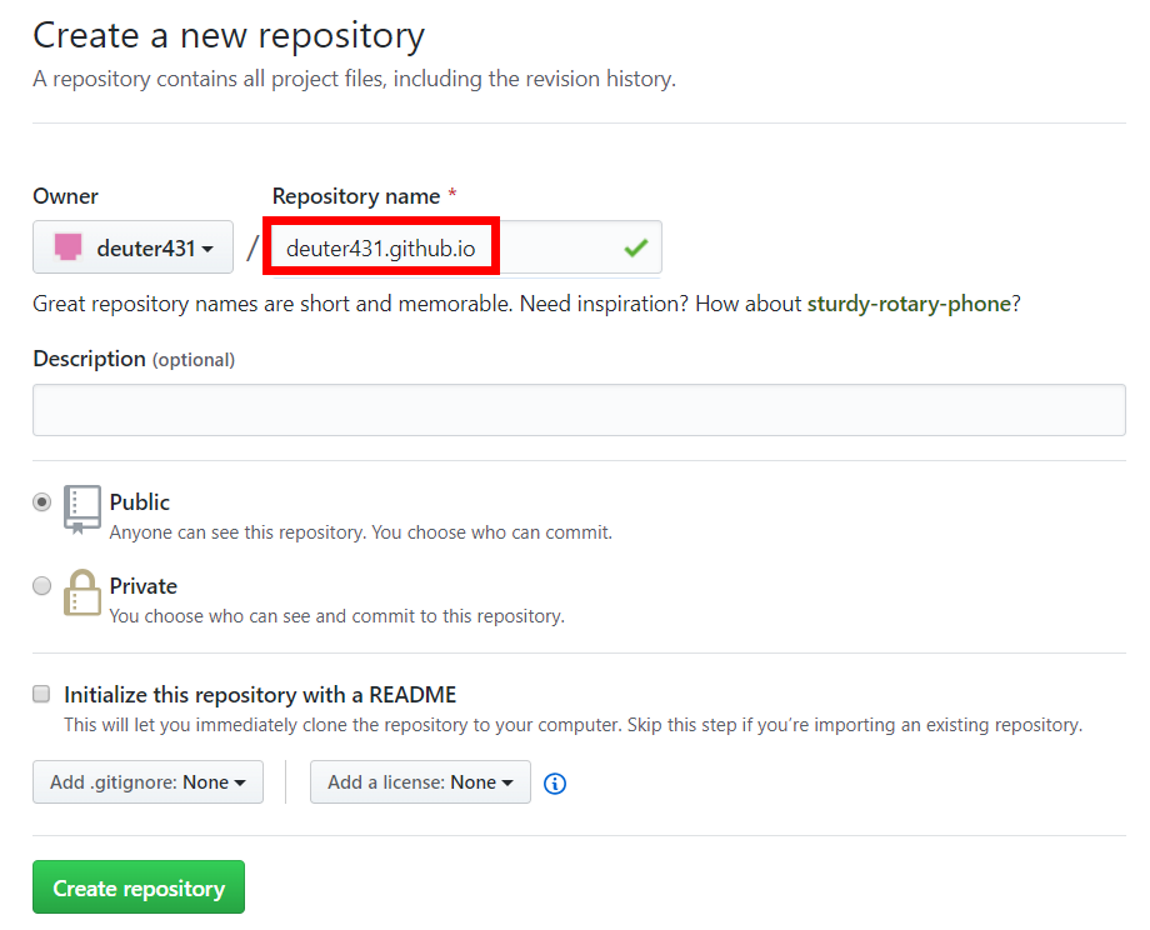 Create a new repository
A repository contains all project files, including the revision history.
Owner
Repository name *
deuter431 / deuter431.github.io
Great repository names are short and memorable. Need inspiration? How about sturdy-rotary-phone?
Description (optional)
Public
Anyone can see this repository. You choose who can commit.
Private
You choose who can see and commit to this repository.
Initialize this repository with a README
This will let you immediately clone the repository to your computer. Skip this step if you’re importing an existing repository.
Add .gitignore: None
Add a license: None
Create repository